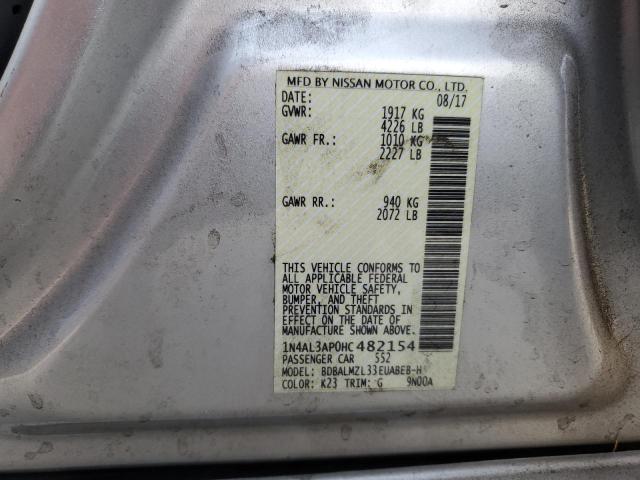 MFD BY NISSAN MOTOR CO., LTD.
DATE: 08/17
GVWR: 1917 KG
4226 LB
GAWR FR.: 1010 KG
2227 LB
GAWR RR.: 940 KG
2072 LB
THIS VEHICLE CONFORMS TO
ALL APPLICABLE FEDERAL
MOTOR VEHICLE SAFETY,
BUMPER, AND THEFT
PREVENTION STANDARDS
IN EFFECT ON THE DATE OF
MANUFACTURE SHOWN ABOVE.
1N4AL3AP0HC482154
PASSENGER CAR 552
MODEL: BDBALMZL33EUABEB-H
COLOR: K23 TRIM: G 9N00A